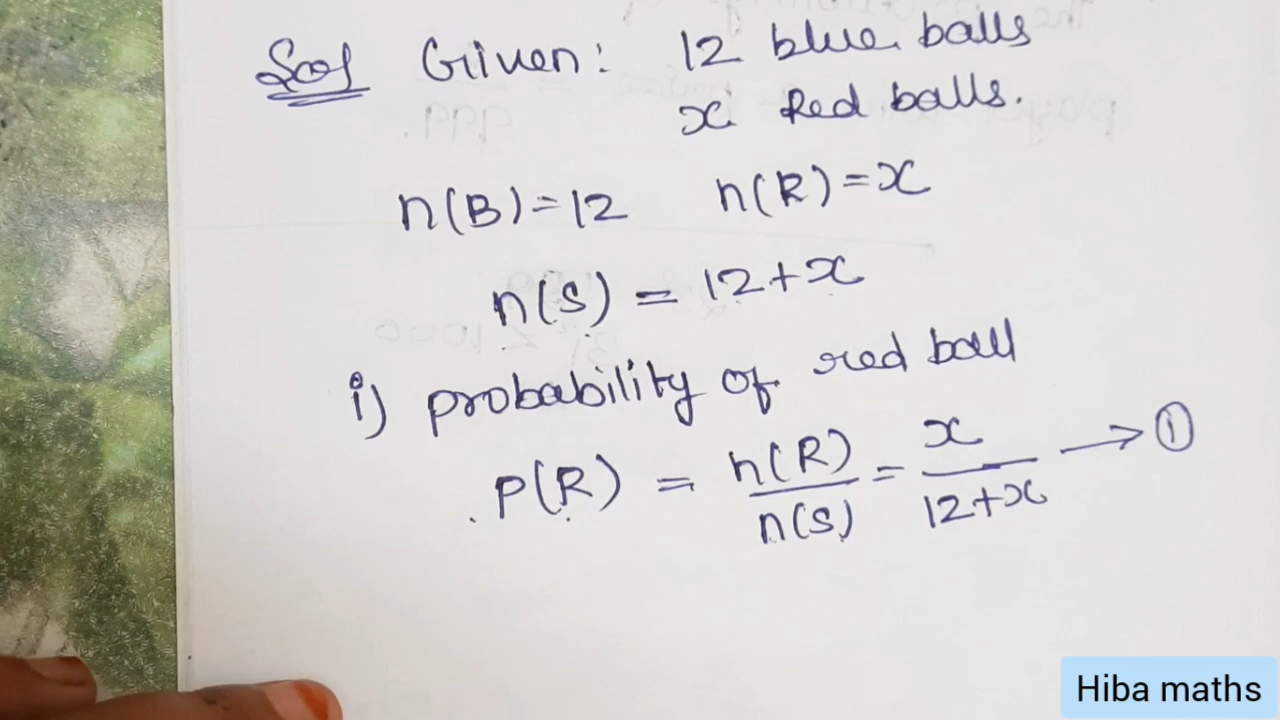 Sol Given: 12 blue balls
x Red balls.
n(B)=12 n(R)=x
n(S) = 12+x
i) probability of red ball
P(R) = n(R)/n(S) = x/12+x → ①
Hiba maths